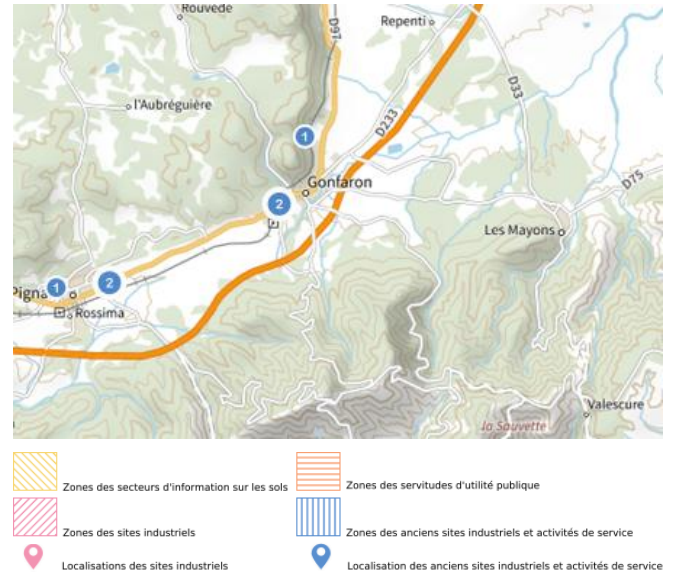 Rouvède
D97
Repenti
D33
l'Aubréguière
1
D233
Gonfaron
D75
2
Les Mayons
1
2
Pigna
Rossima
Valescure
la Sauvette
Zones des secteurs d'information sur les sols
Zones des servitudes d'utilité publique
Zones des sites industriels
Zones des anciens sites industriels et activités de service
Localisations des sites industriels
Localisation des anciens sites industriels et activités de service